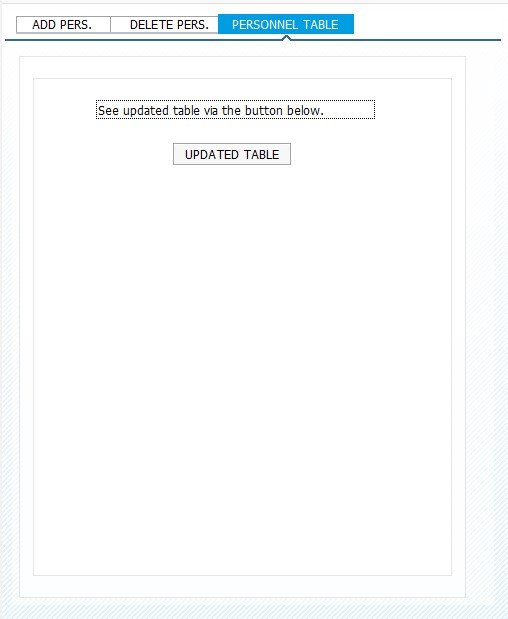 ADD PERS. DELETE PERS. PERSONNEL TABLE
See updated table via the button below.
UPDATED TABLE